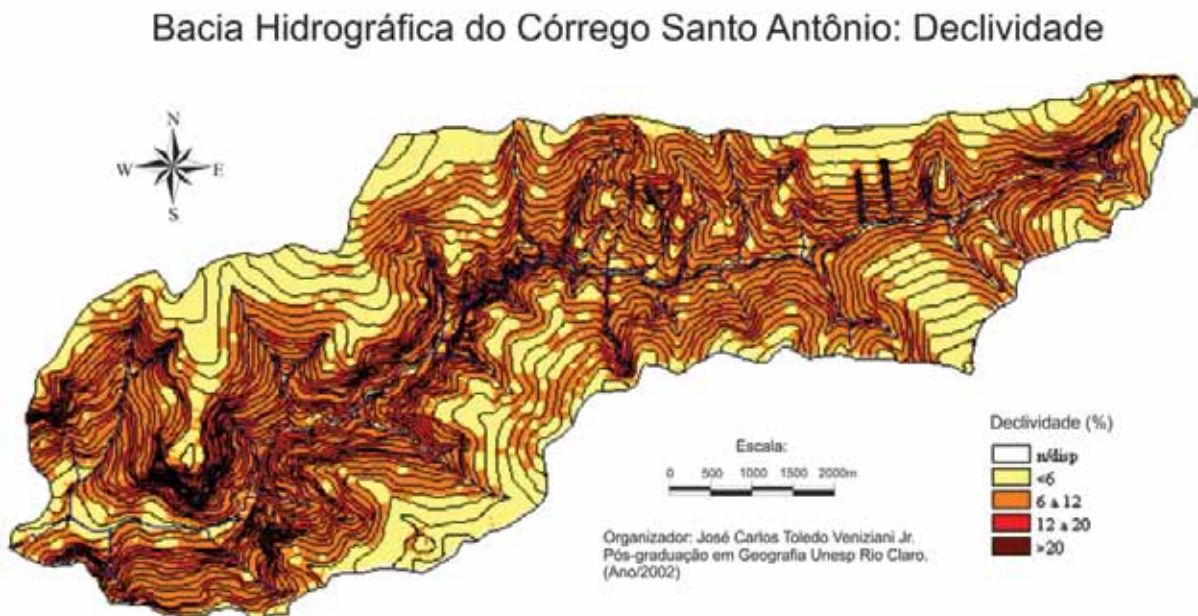 Bacia Hidrográfica do Córrego Santo Antônio: Declividade
N
W E
S
Declividade (%)
n/disp
<6
6 a 12
12 a 20
>20
Escala:
0 500 1000 1500 2000m
Organizador: José Carlos Toledo Veniziani Jr.
Pós-graduação em Geografia Unesp Rio Claro.
(Ano/2002)